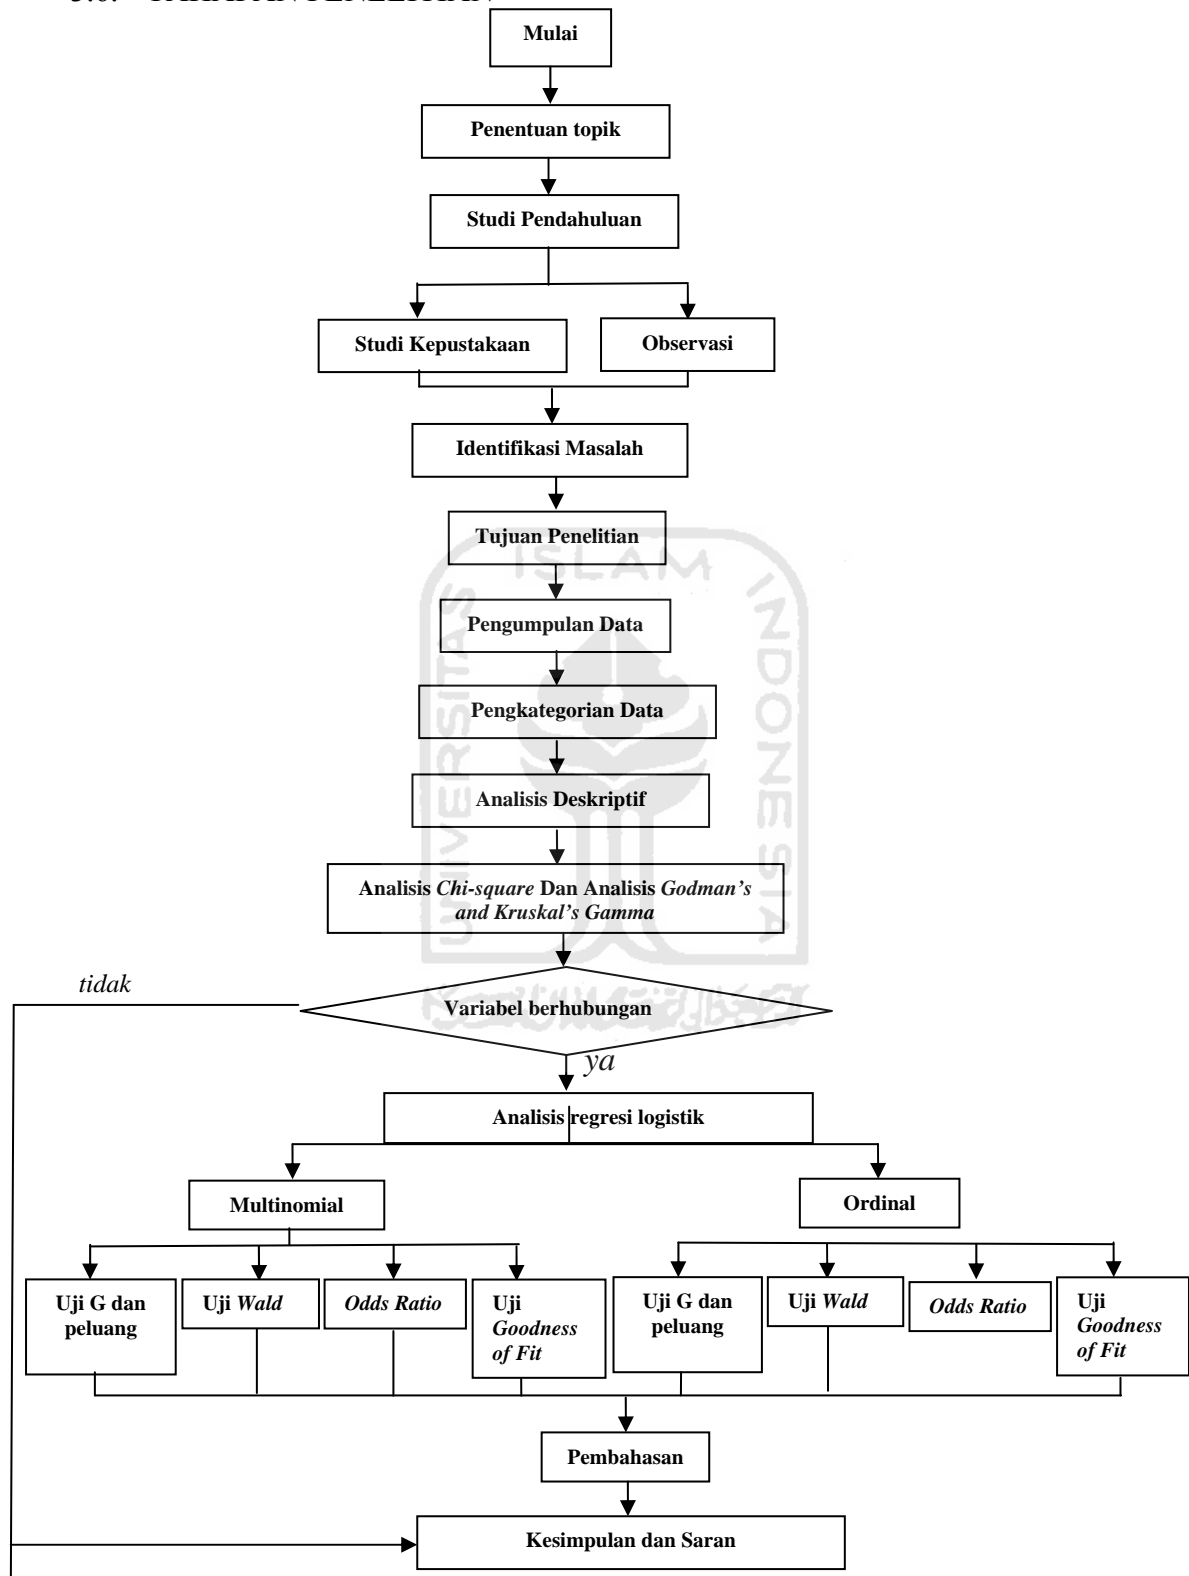 Mulai
Penentuan topik
Studi Pendahuluan
Studi Kepustakaan
Observasi
Identifikasi Masalah
Tujuan Penelitian
Pengumpulan Data
Pengkategorian Data
Analisis Deskriptif
Analisis Chi-square Dan Analisis Godman's
and Kruskal's Gamma
tidak
Variabel berhubungan
ya
Analisis regresi logistik
Multinomial
Ordinal
Uji G dan
peluang
Uji Wald
Odds Ratio
Uji
Goodness
of Fit
Uji G dan
peluang
Uji Wald
Odds Ratio
Uji
Goodness
of Fit
Pembahasan
Kesimpulan dan Saran
UNIVERSITAS
ISLAM
INDONESIA